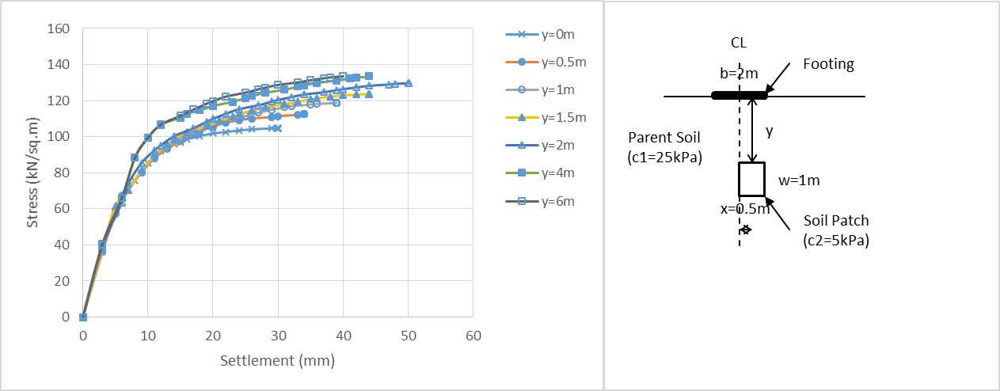 160
140
120
100
80
60
40
20
0
Stress (kN/sq.m)
0 10 20 30 40 50 60
Settlement (mm)
y=0m
y=0.5m
y=1m
y=1.5m
y=2m
y=4m
y=6m
CL
b=2m
Footing
Parent Soil
(c1=25kPa)
y
w=1m
x=0.5m
Soil Patch
(c2=5kPa)